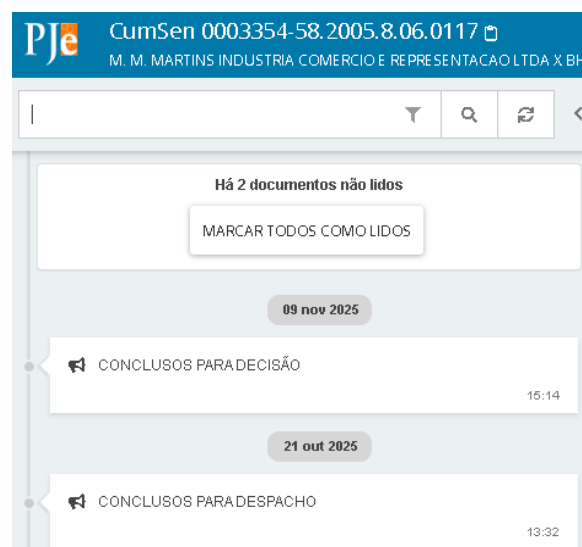 PJe
CumSen 0003354-58.2005.8.06.0117
M. M. MARTINS INDUSTRIA COMERCIO E REPRESENTACAO LTDA X BH
Há 2 documentos não lidos
MARCAR TODOS COMO LIDOS
09 nov 2025
CONCLUSOS PARA DECISÃO
15:14
21 out 2025
CONCLUSOS PARA DESPACHO
13:32